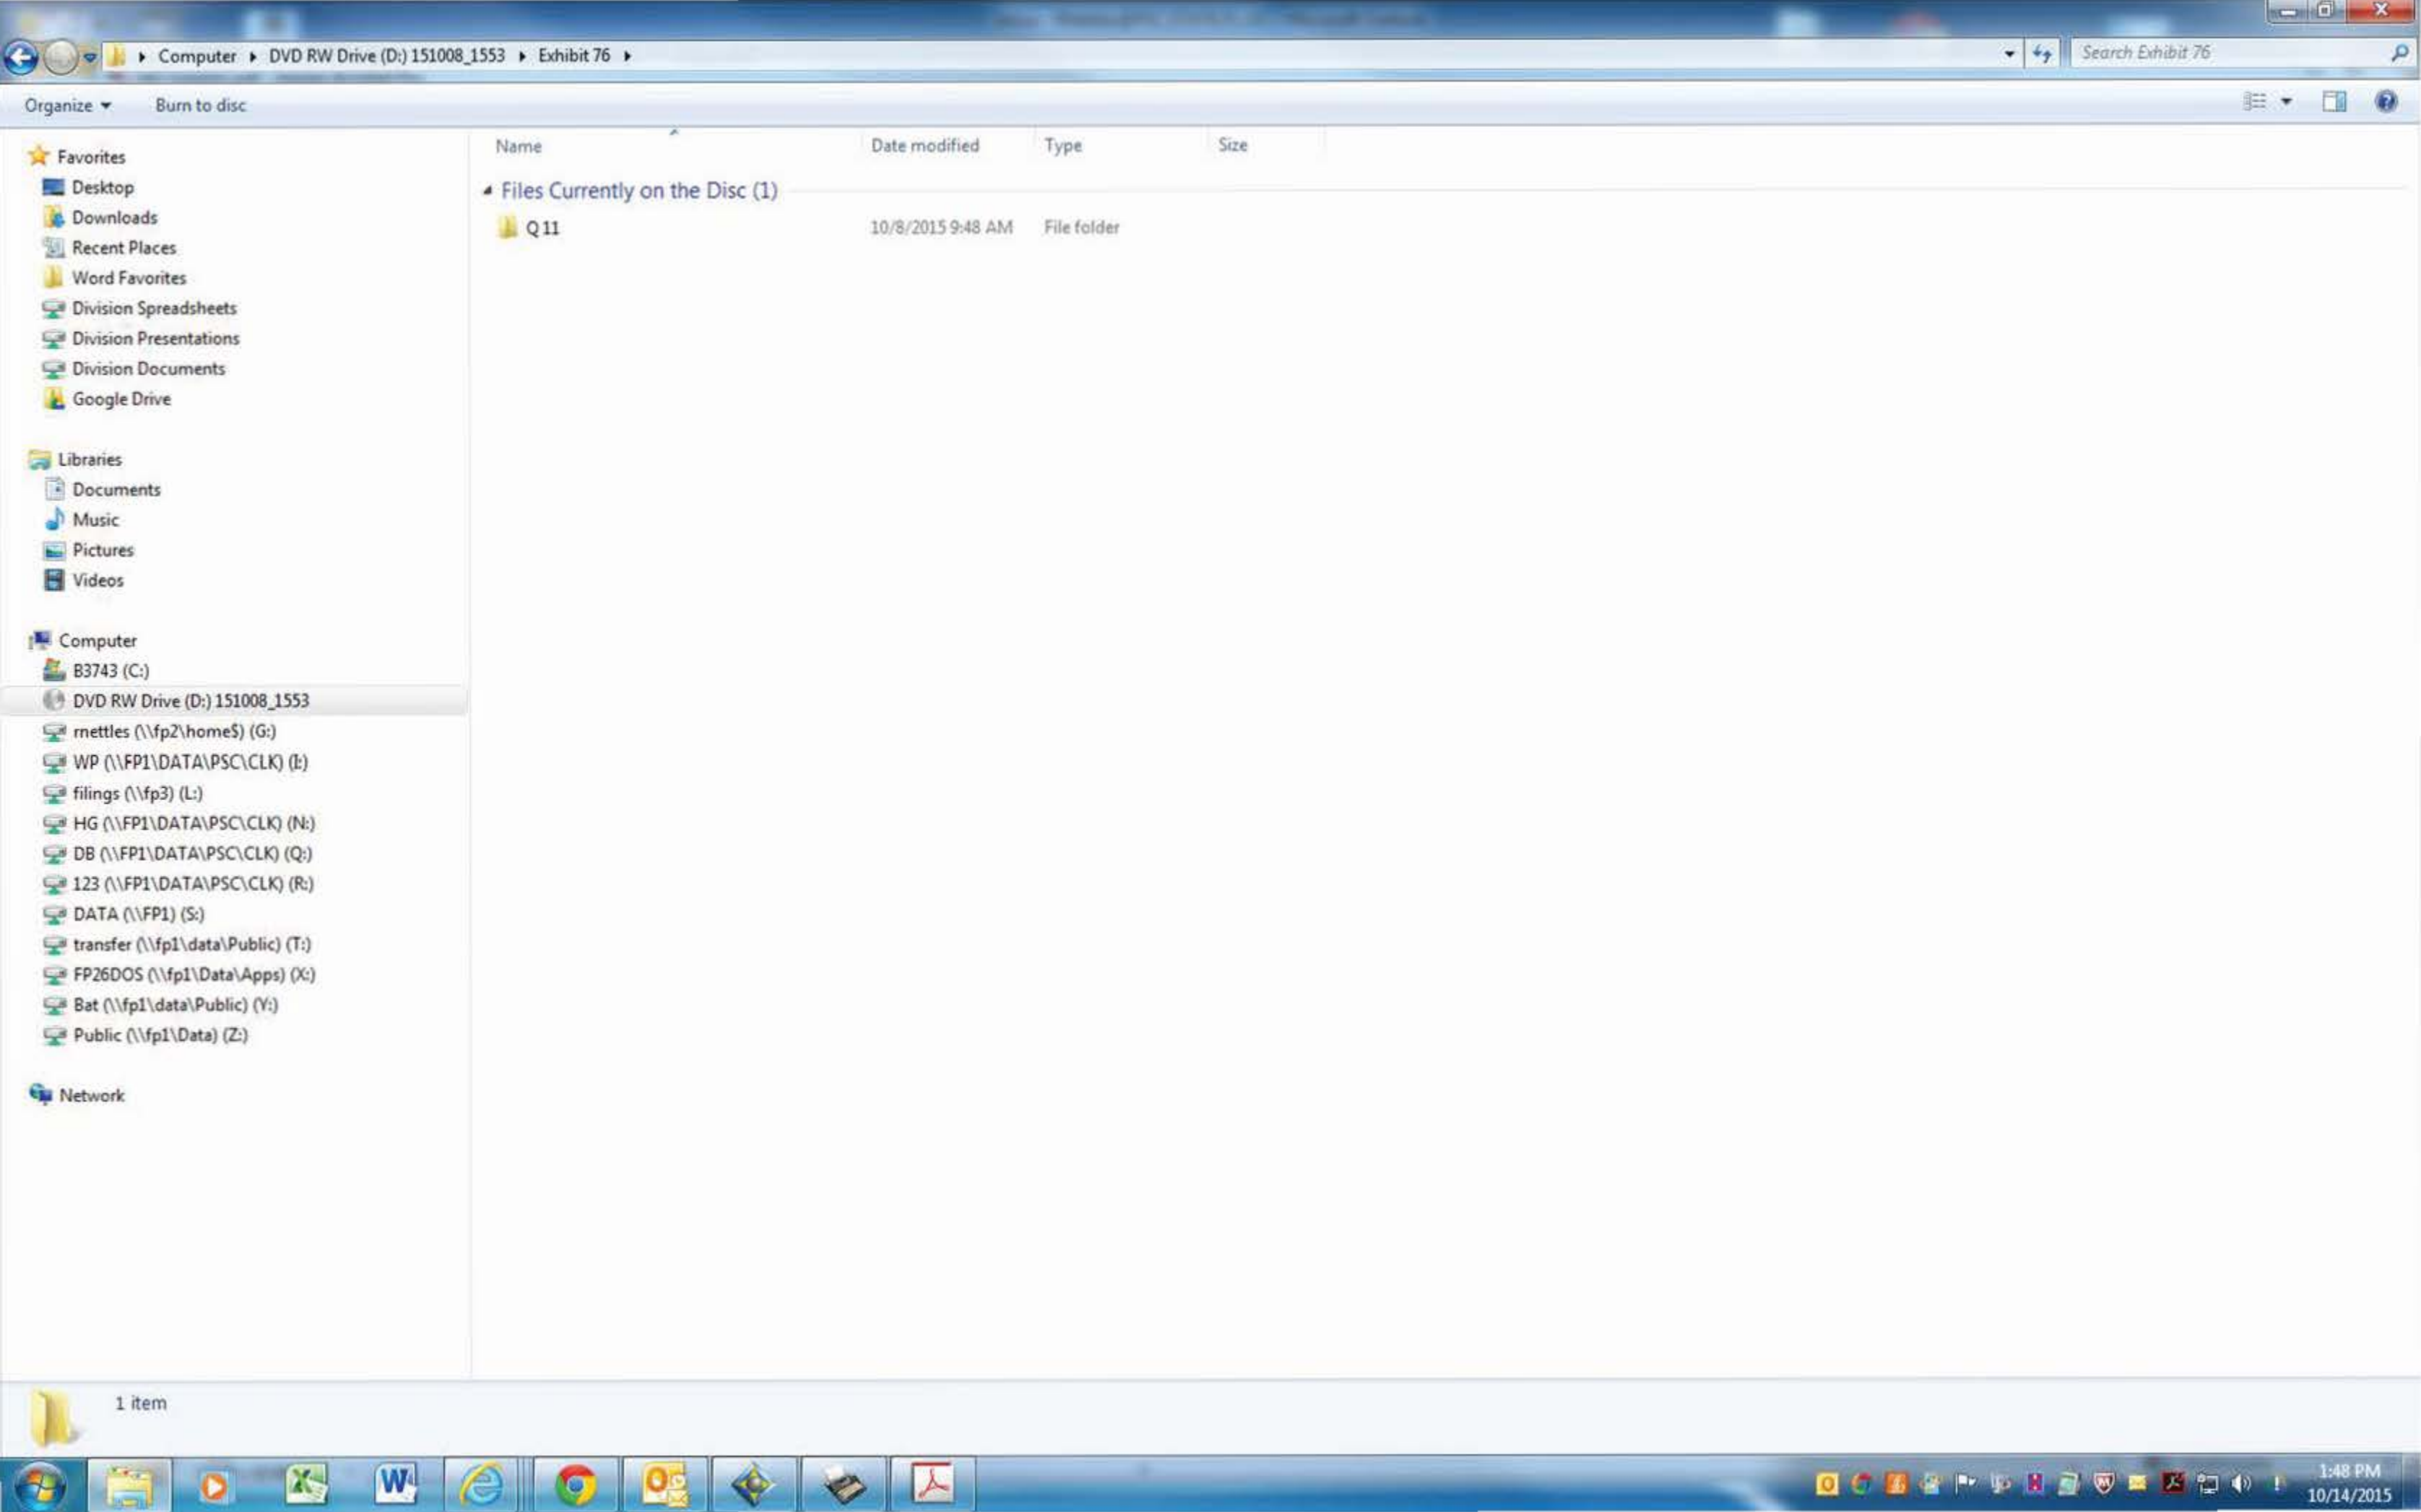 Computer ▸ DVD RW Drive (D:) 151008_1553 ▸ Exhibit 76 ▸
Search Exhibit 76
Organize
Burn to disc
Name
Date modified
Type
Size
Favorites
Desktop
Downloads
Recent Places
Word Favorites
Division Spreadsheets
Division Presentations
Division Documents
Google Drive
Libraries
Documents
Music
Pictures
Videos
Computer
B3743 (C:)
DVD RW Drive (D:) 151008_1553
rnettles (\\fp2\home$) (G:)
WP (\\FP1\DATA\PSC\CLK) (I:)
filings (\\fp3) (L:)
HG (\\FP1\DATA\PSC\CLK) (N:)
DB (\\FP1\DATA\PSC\CLK) (Q:)
123 (\\FP1\DATA\PSC\CLK) (R:)
DATA (\\FP1) (S:)
transfer (\\fp1\data\Public) (T:)
FP26DOS (\\fp1\Data\Apps) (X:)
Bat (\\fp1\data\Public) (Y:)
Public (\\fp1\Data) (Z:)
Network
Files Currently on the Disc (1)
Q 11 10/8/2015 9:48 AM File folder
1 item
1:48 PM
10/14/2015